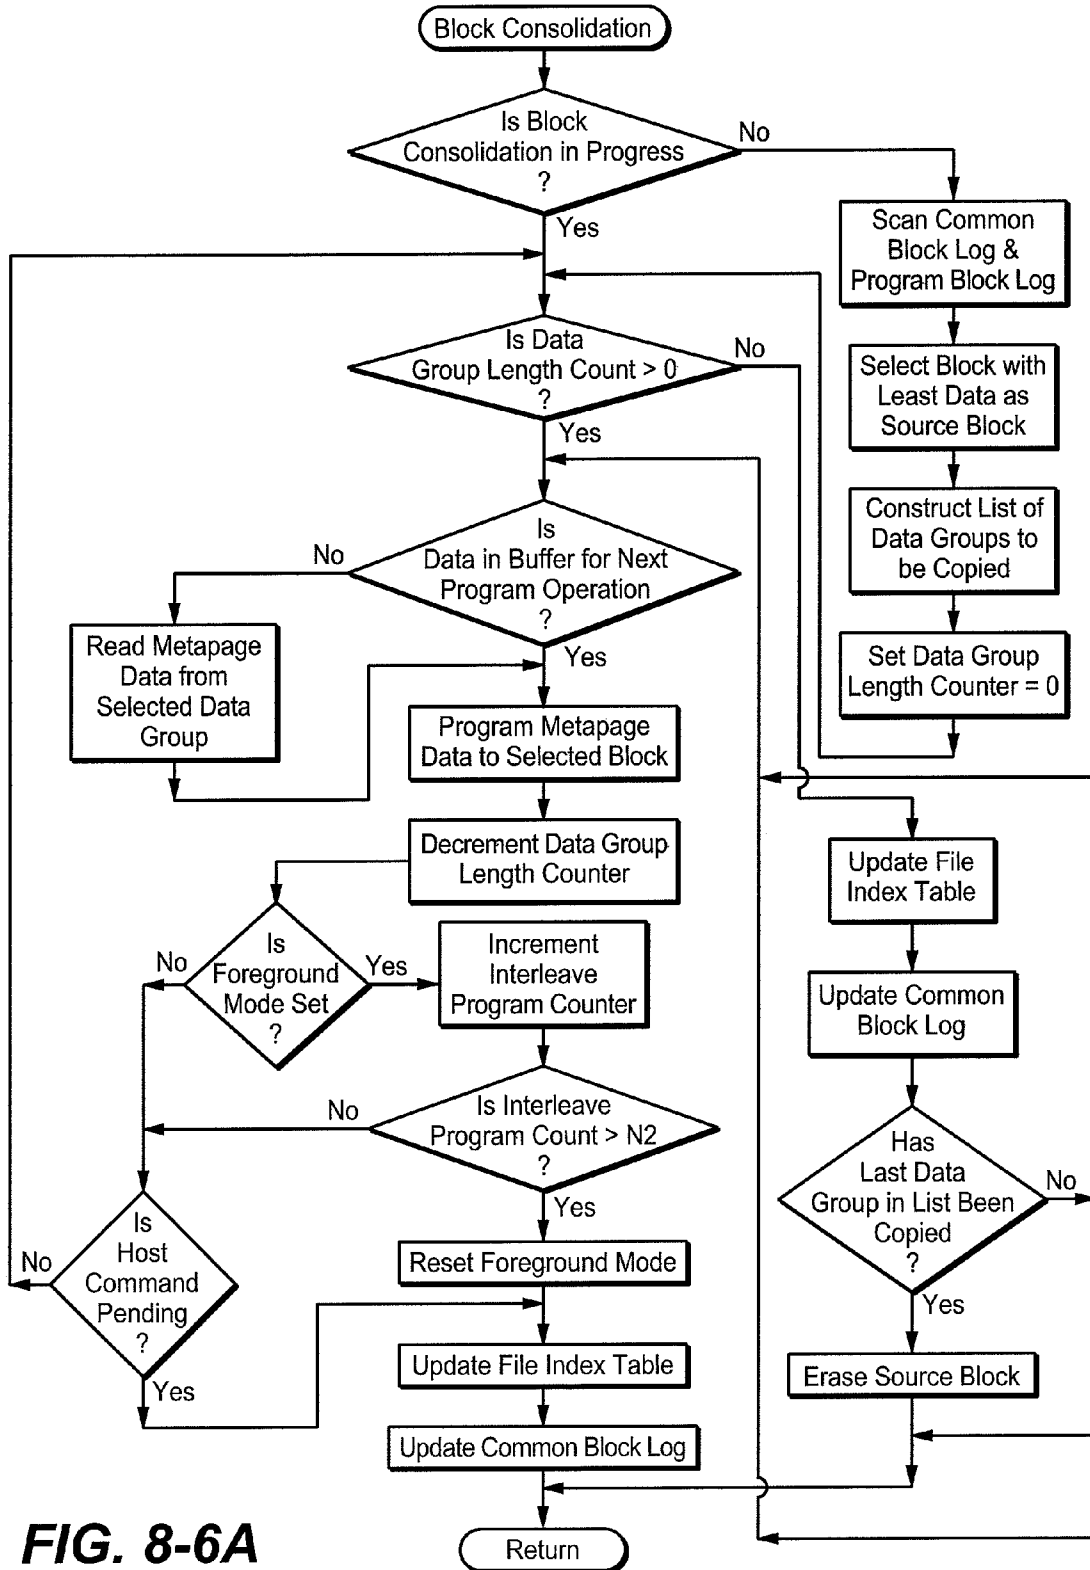 Block Consolidation
Is Block
Consolidation in Progress
?
No
Yes
Scan Common
Block Log &
Program Block Log
Is Data
Group Length Count > 0
?
No
Yes
Select Block with
Least Data as
Source Block
Construct List of
Data Groups to
be Copied
Is
Data in Buffer for Next
Program Operation
?
No
Yes
Read Metapage
Data from
Selected Data
Group
Set Data Group
Length Counter = 0
Program Metapage
Data to Selected Block
Decrement Data Group
Length Counter
Update File
Index Table
Is
Foreground
Mode Set
?
No
Yes
Increment
Interleave
Program Counter
Update Common
Block Log
Is Interleave
Program Count > N2
?
No
Yes
Has
Last Data
Group in List Been
Copied
?
No
Yes
Is
Host
Command
Pending
?
No
Yes
Reset Foreground Mode
Update File Index Table
Erase Source Block
Update Common Block Log
Return
FIG. 8-6A